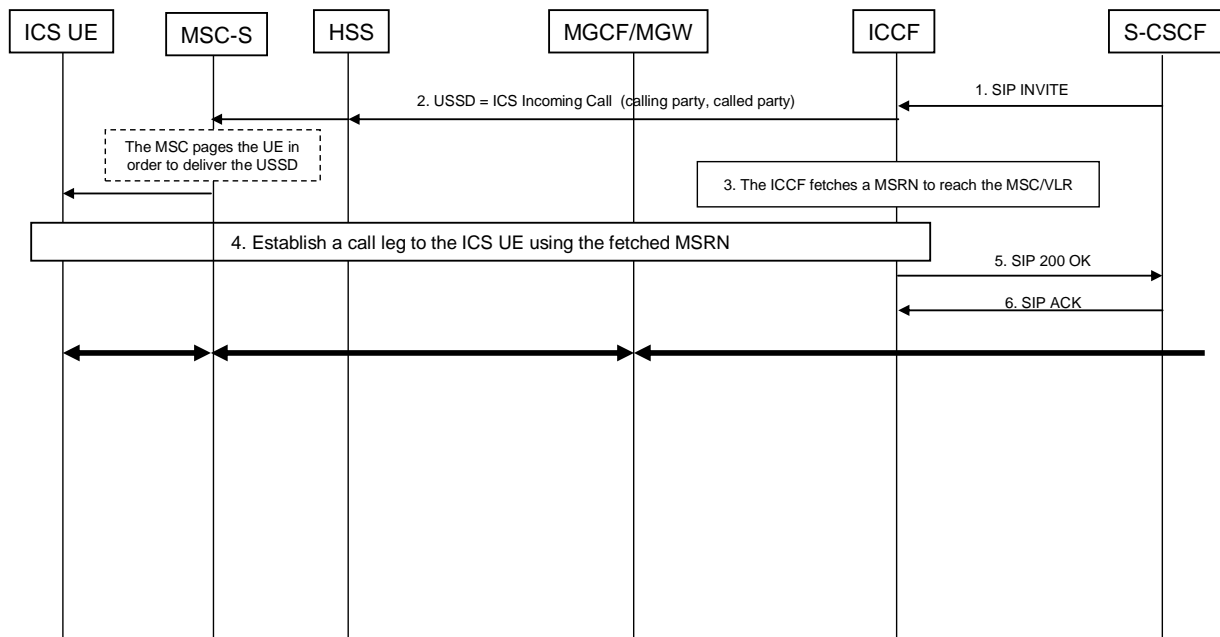 ICS UE
MSC-S
HSS
MGCF/MGW
ICCF
S-CSCF
1. SIP INVITE
2. USSD = ICS Incoming Call (calling party, called party)
The MSC pages the UE in
order to deliver the USSD
3. The ICCF fetches a MSRN to reach the MSC/VLR
4. Establish a call leg to the ICS UE using the fetched MSRN
5. SIP 200 OK
6. SIP ACK